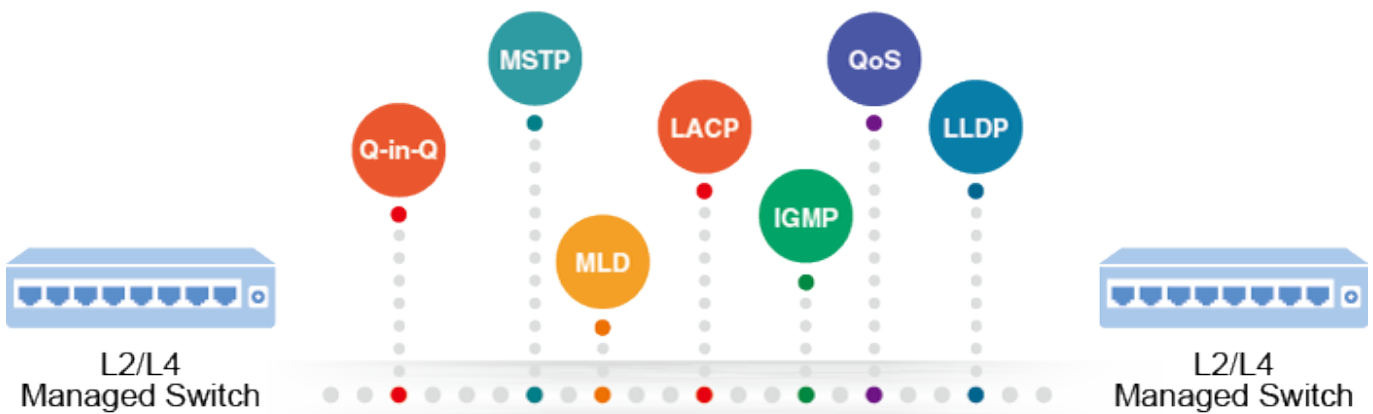 MSTP
QoS
LACP
LLDP
Q-in-Q
IGMP
MLD
L2/L4
Managed Switch
L2/L4
Managed Switch